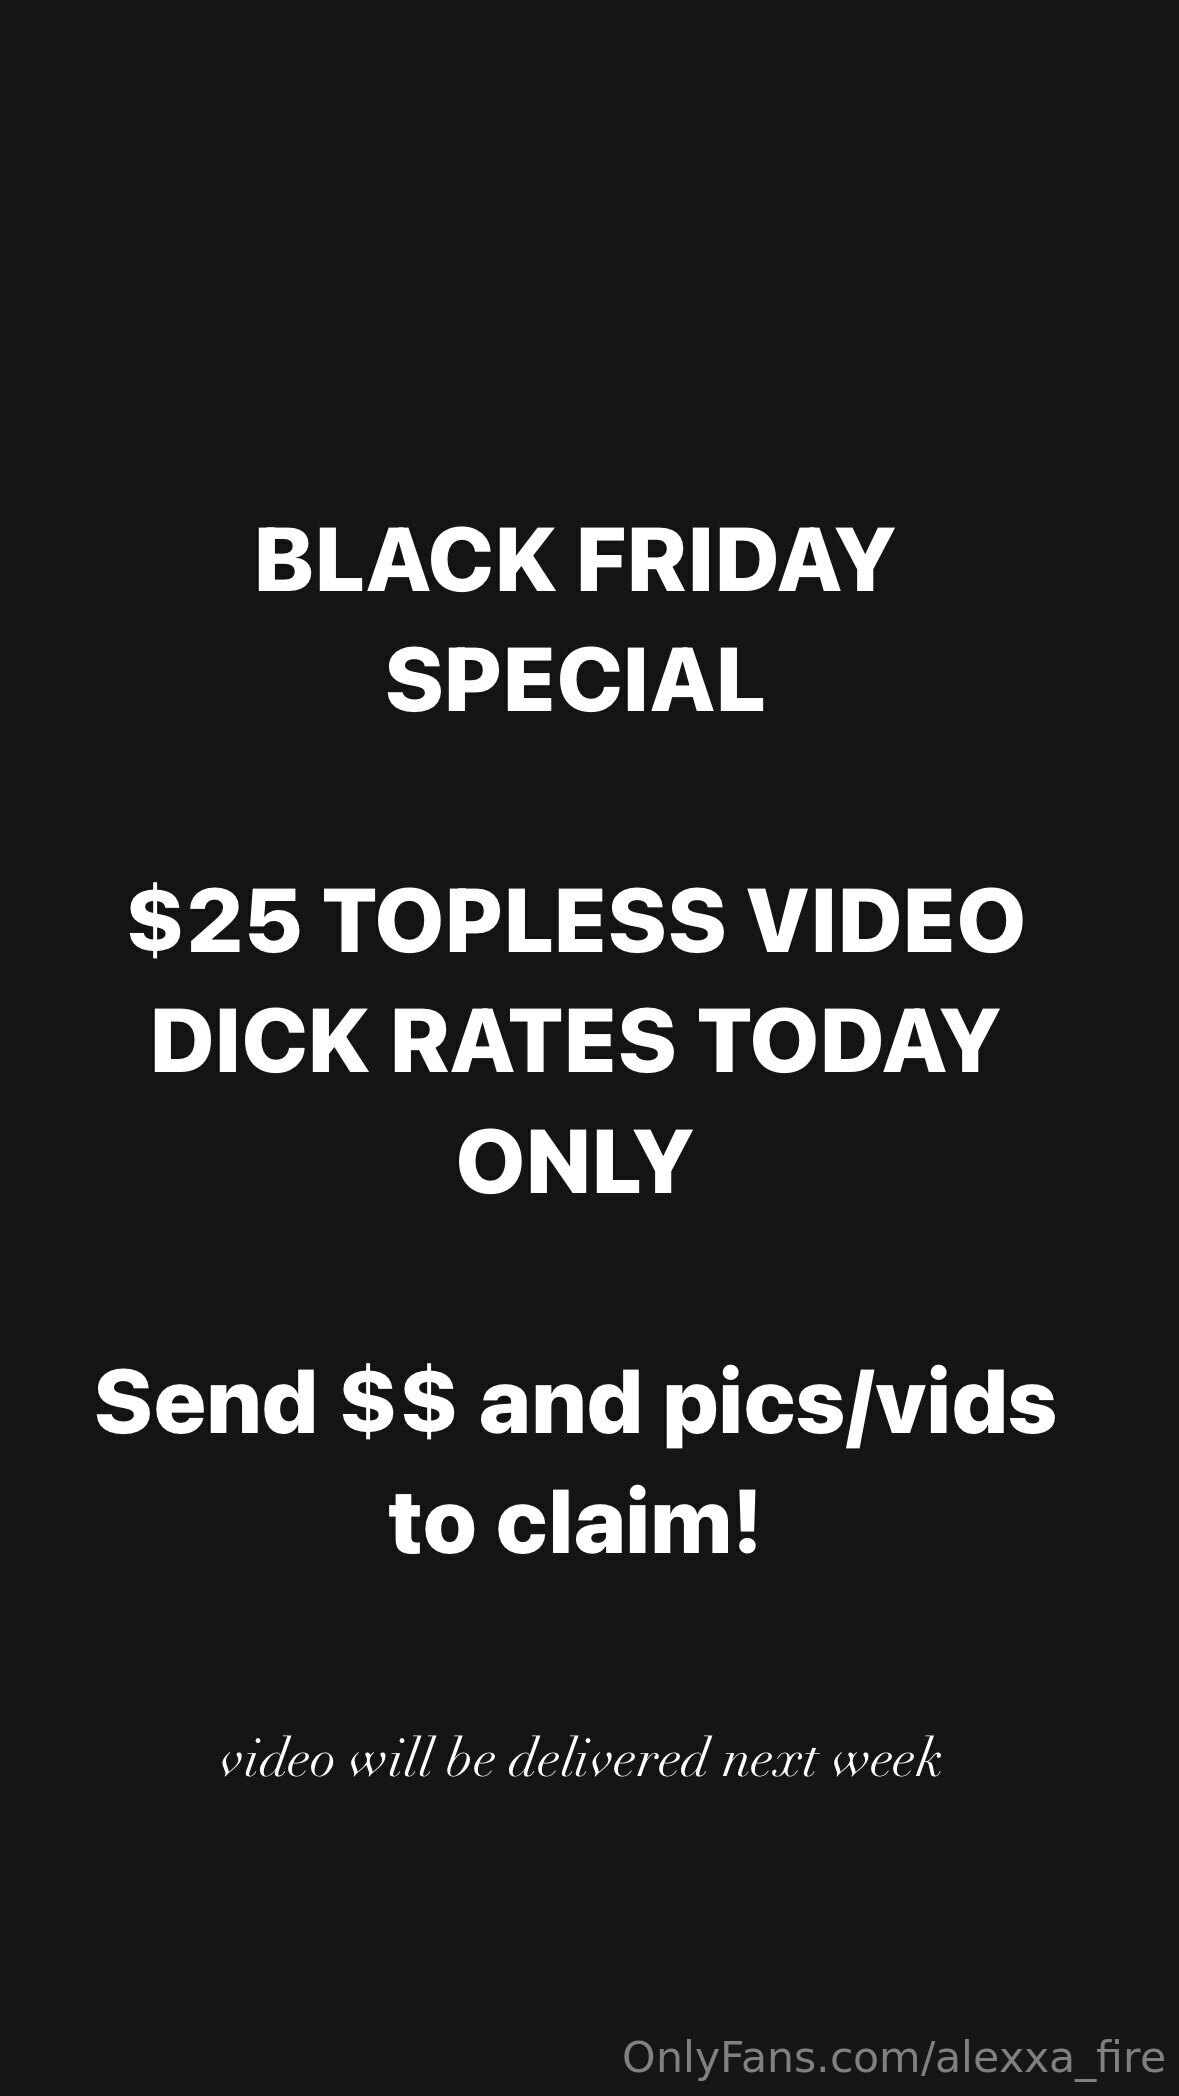 BLACK FRIDAY
SPECIAL
$25 TOPLESS VIDEO
DICK RATES TODAY
ONLY
Send $$ and pics/vids
to claim!
video will be delivered next week
OnlyFans.com/alexxa_fire